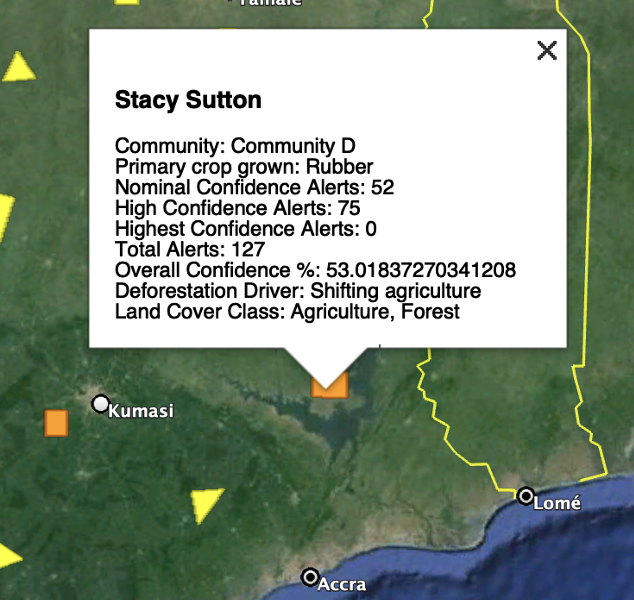 Tamale
Stacy Sutton
Community: Community D
Primary crop grown: Rubber
Nominal Confidence Alerts: 52
High Confidence Alerts: 75
Highest Confidence Alerts: 0
Total Alerts: 127
Overall Confidence %: 53.01837270341208
Deforestation Driver: Shifting agriculture
Land Cover Class: Agriculture, Forest
Kumasi
Lomé
Accra